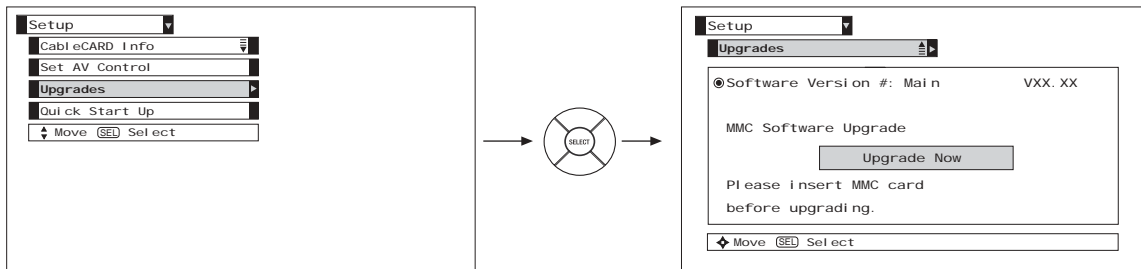 Setup
CableCARD Info
Set AV Control
Upgrades
Quick Start Up
Move SEL Select
SELECT
Setup
Upgrades
Software Version #: Main VXX.XX
MMC Software Upgrade
Upgrade Now
Please insert MMC card
before upgrading.
Move SEL Select